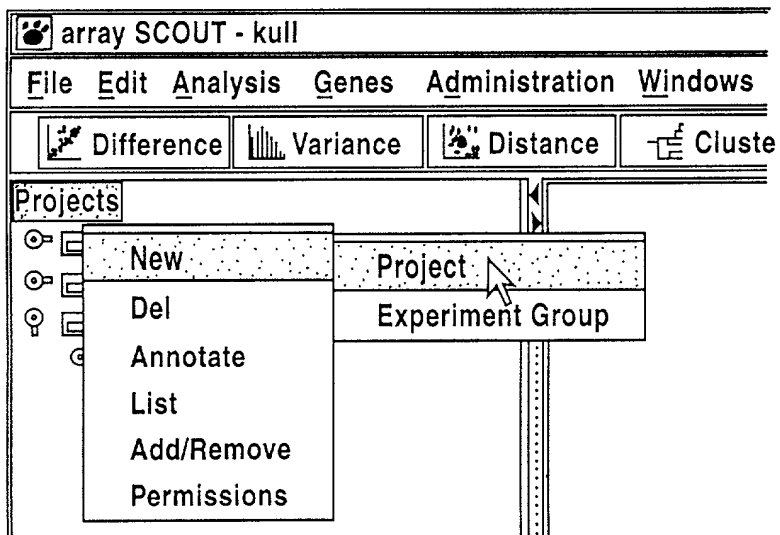 array SCOUT - kull
File Edit Analysis Genes Administration Windows
Difference Variance Distance Cluste
Projects
New
Project
Del
Experiment Group
Annotate
List
Add/Remove
Permissions